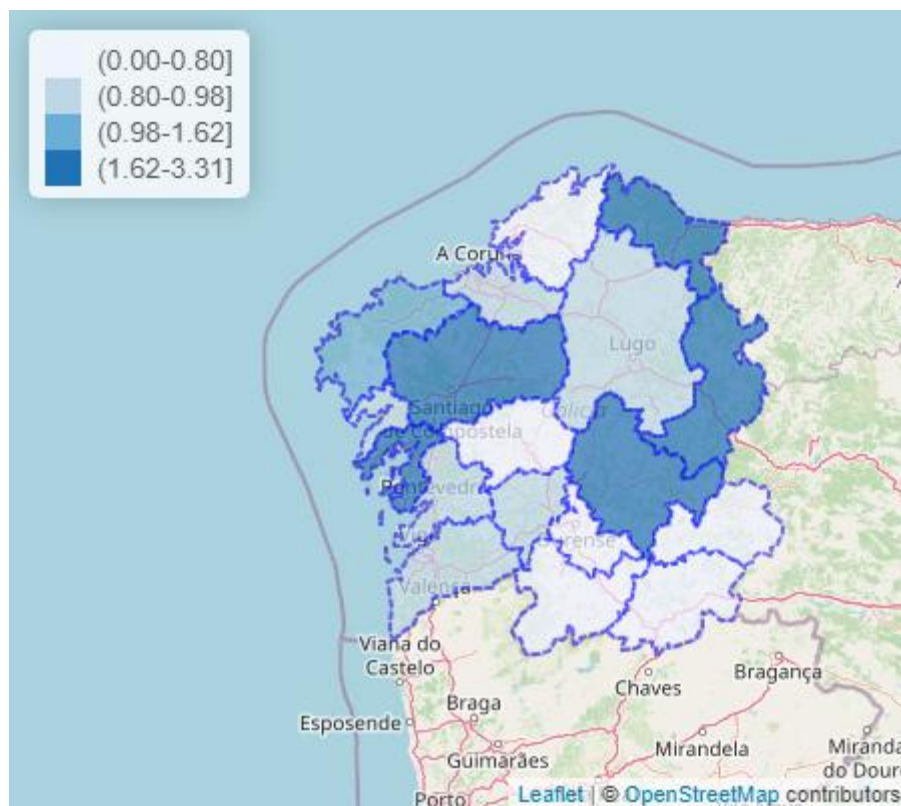 (0.00-0.80]
(0.80-0.98]
(0.98-1.62]
(1.62-3.31]
A Coruña
Lugo
Galicia
Santiago
de Compostela
Pontevedra
Vigo
Ourense
Valença
Viana do
Castelo
Bragança
Chaves
Braga
Esposende
Mirandela
Guimarães
Miranda
do Douro
Porto
Leaflet | © OpenStreetMap contributors